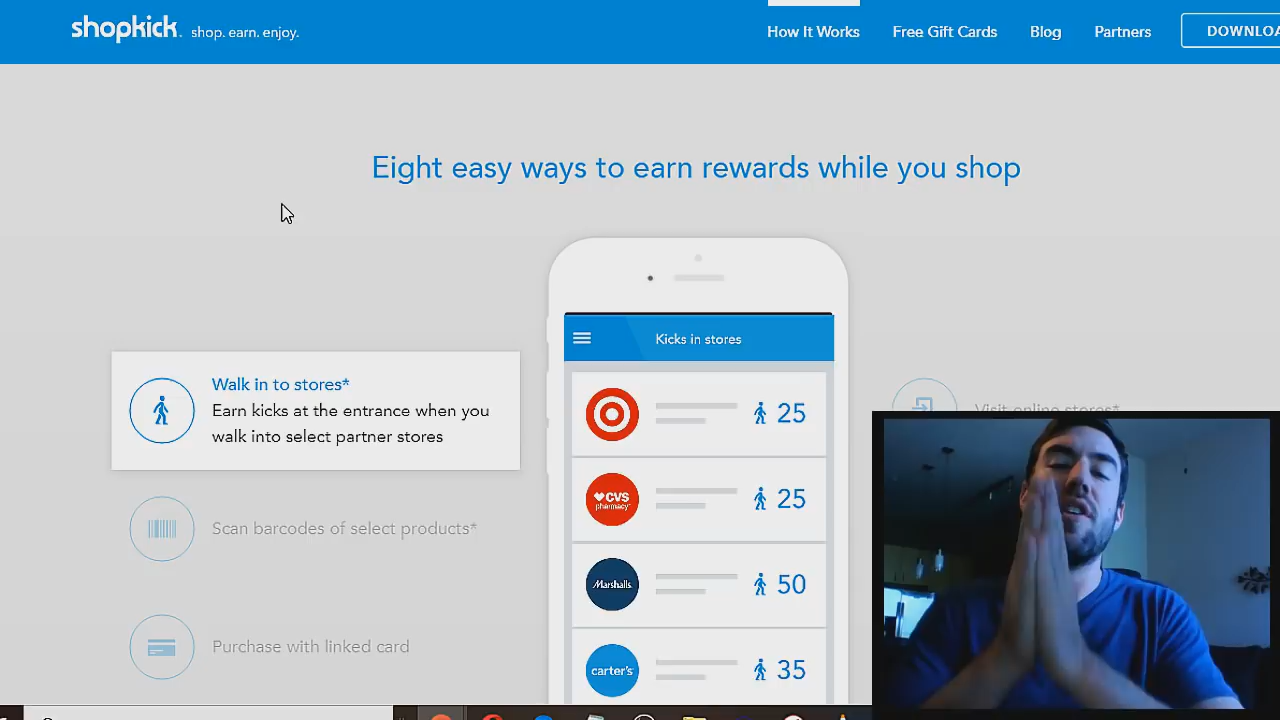 shopkick. shop. earn. enjoy.
How It Works
Free Gift Cards
Blog
Partners
Eight easy ways to earn rewards while you shop
Kicks in stores
Walk in to stores*
Earn kicks at the entrance when you
walk into select partner stores
Scan barcodes of select products*
Purchase with linked card
25
CVS
pharmacy
25
Marshalls.
50
carter's
35
Visit online stores*